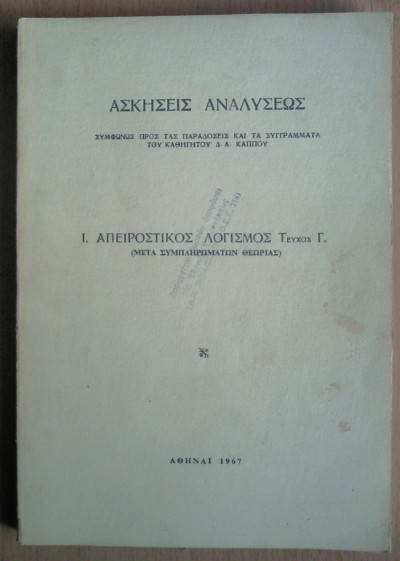 ΑΣΚΗΣΕΙΣ ΑΝΑΛΥΣΕΩΣ
ΣΥΜΦΩΝΩΣ ΠΡΟΣ ΤΑΣ ΠΑΡΑΔΟΣΕΙΣ ΚΑΙ ΤΑ ΣΥΓΓΡΑΜΜΑΤΑ
ΤΟΥ ΚΑΘΗΓΗΤΟΥ Δ. Α. ΚΑΠΠΟΥ
Ι. ΑΠΕΙΡΟΣΤΙΚΟΣ ΛΟΓΙΣΜΟΣ Τευχος Γ.
(ΜΕΤΑ ΣΥΜΠΛΗΡΩΜΑΤΩΝ ΘΕΩΡΙΑΣ)
ΑΘΗΝΑΙ 1967